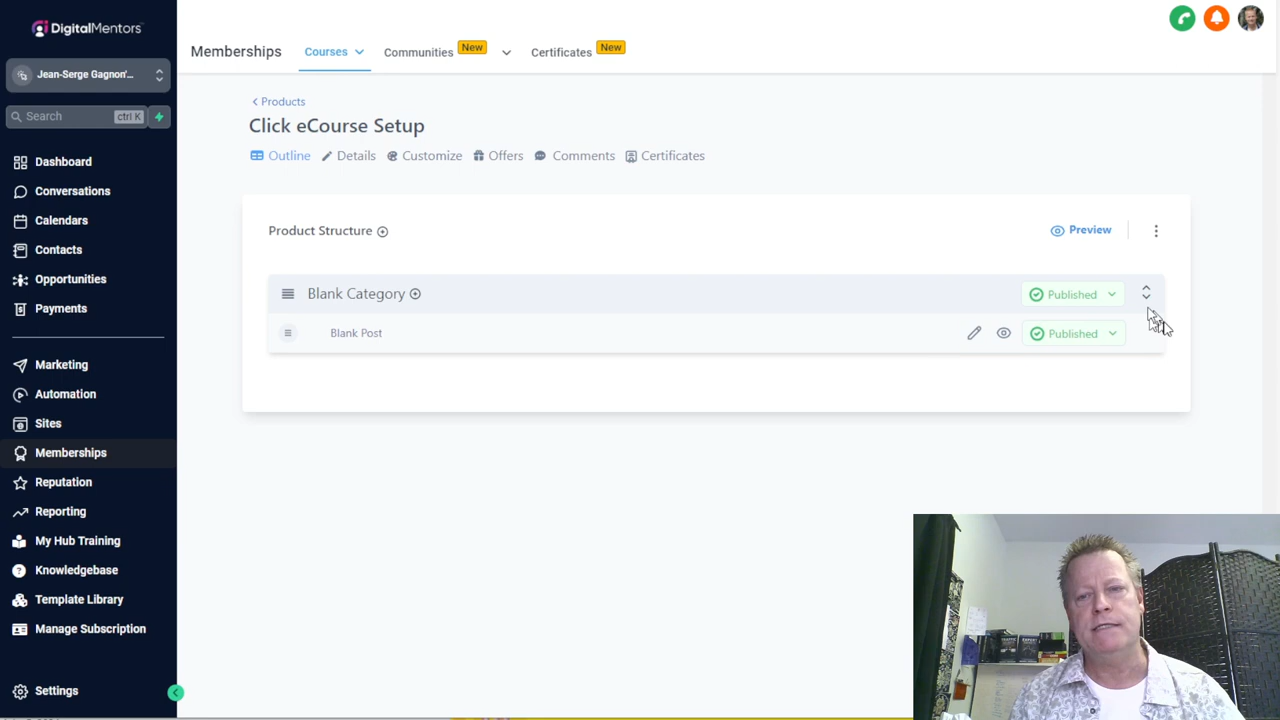 DigitalMentors
Jean-Serge Gagnon'...
Search
ctrl K
Dashboard
Conversations
Calendars
Contacts
Opportunities
Payments
Marketing
Automation
Sites
Memberships
Reputation
Reporting
My Hub Training
Knowledgebase
Template Library
Manage Subscription
Settings
Memberships
Courses
Communities New
Certificates New
Products
Click eCourse Setup
Outline
Details
Customize
Offers
Comments
Certificates
Product Structure
Preview
Blank Category
Published
Blank Post
Published